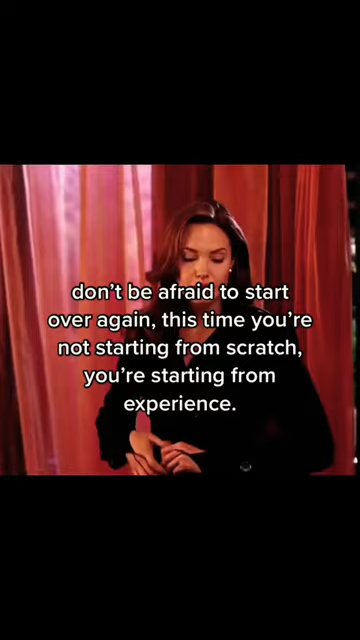 don't be afraid to start
over again, this time you're
not starting from scratch,
you're starting from
experience.